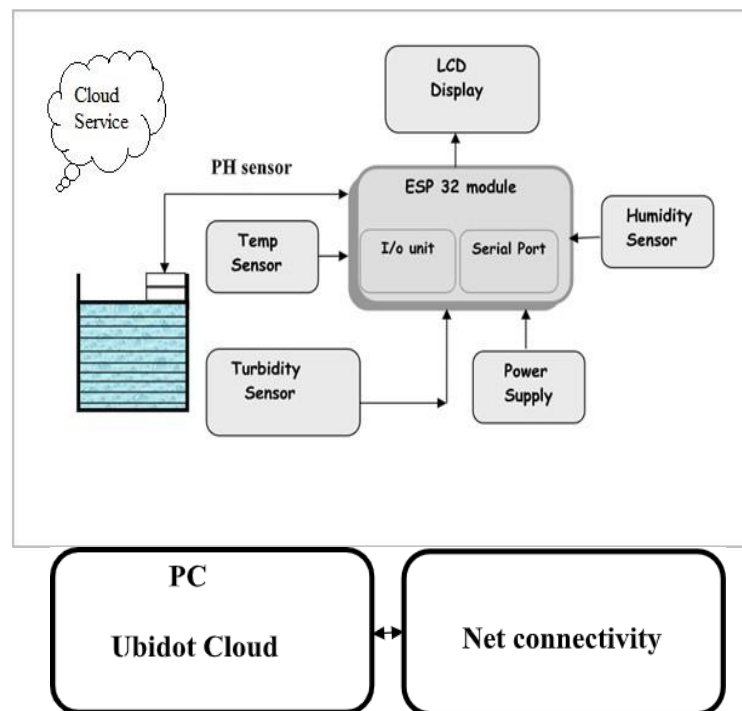 Cloud
Service
LCD
Display
PH sensor
ESP 32 module
I/o unit
Serial Port
Temp
Sensor
Humidity
Sensor
Turbidity
Sensor
Power
Supply
PC
Ubidot Cloud
Net connectivity